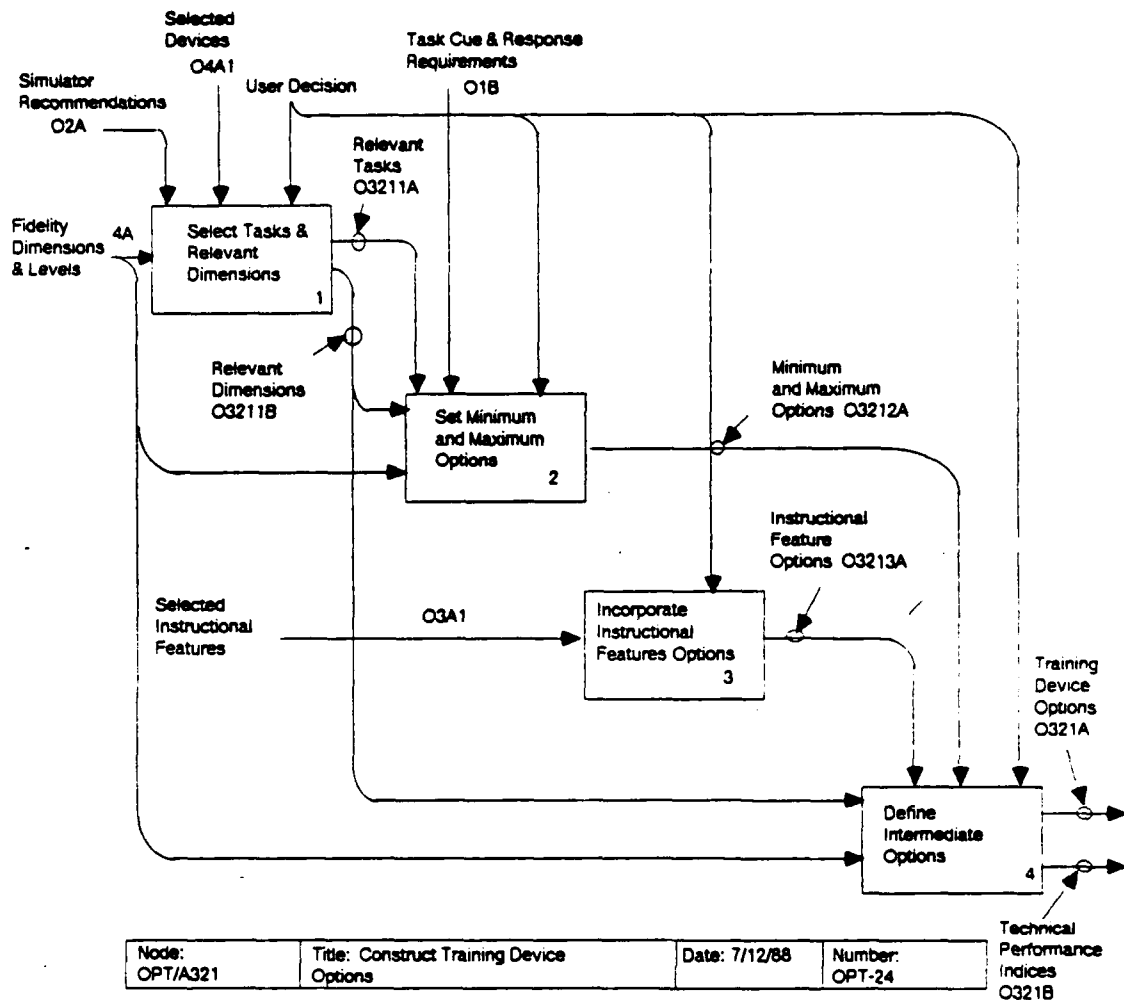 Selected
Devices
O4A1
Task Cue & Response
Requirements
O1B
Simulator
Recommendations
O2A
User Decision
Relevant
Tasks
O3211A
Fidelity
Dimensions
& Levels
4A
Select Tasks &
Relevant
Dimensions
1
Relevant
Dimensions
O3211B
Set Minimum
and Maximum
Options
2
Minimum
and Maximum
Options O3212A
Instructional
Feature
Options O3213A
Selected
Instructional
Features
O3A1
Incorporate
Instructional
Features Options
3
Training
Device
Options
O321A
Define
Intermediate
Options
4
Technical
Performance
Indices
O321B
Node:
OPT/A321
Title: Construct Training Device
Options
Date: 7/12/88
Number:
OPT-24